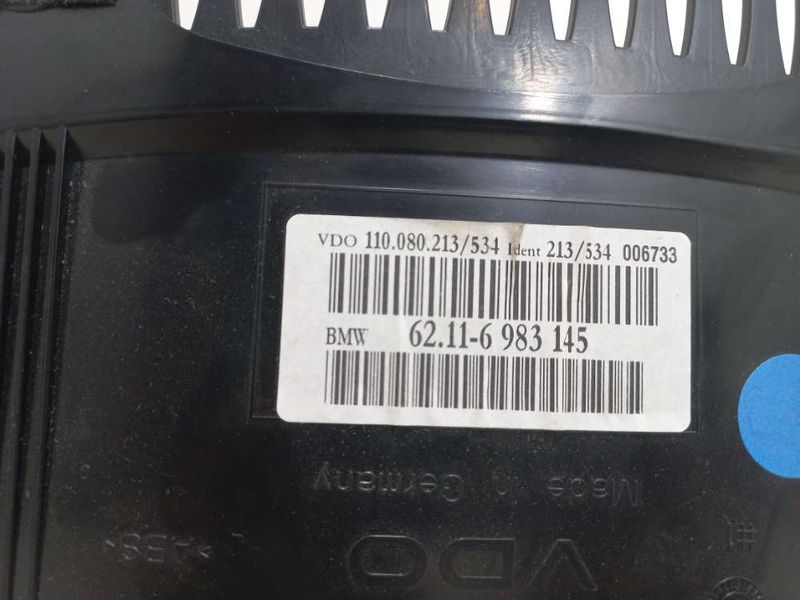 VDO 110.080.213/534 Ident 213/534 006733
BMW 62.11-6 983 145
Made in Germany
>ABS<
VDO
#1